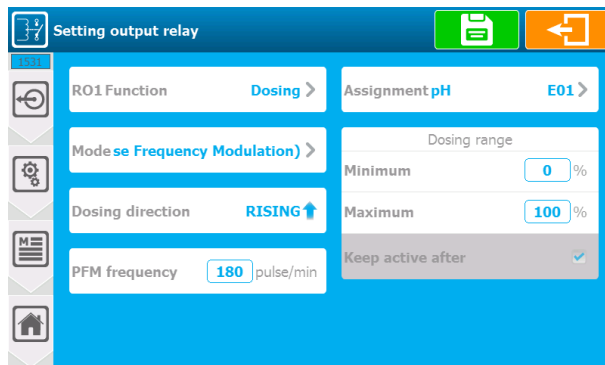 Setting output relay
1531
RO1 Function Dosing
Assignment pH E01
Mode se Frequency Modulation)
Dosing range
Minimum 0 %
Dosing direction RISING
Maximum 100 %
PFM frequency 180 pulse/min
Keep active after
M